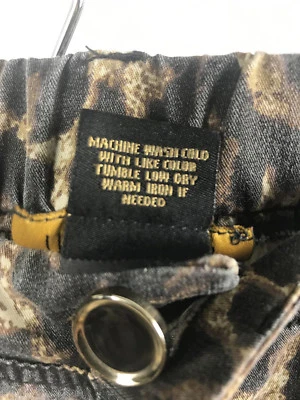 MACHINE WASH COLD
WITH LIKE COLOR
TUMBLE LOW DRY
WARM IRON IF
NEEDED